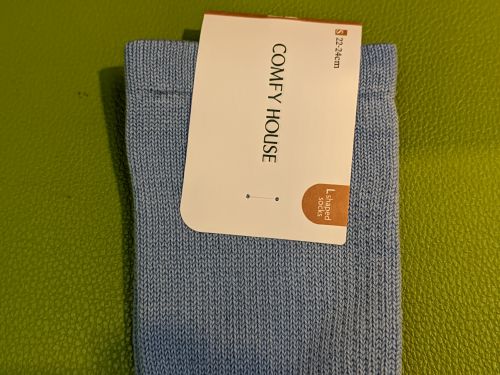 S 22-24cm
COMFY HOUSE
L shaped
socks